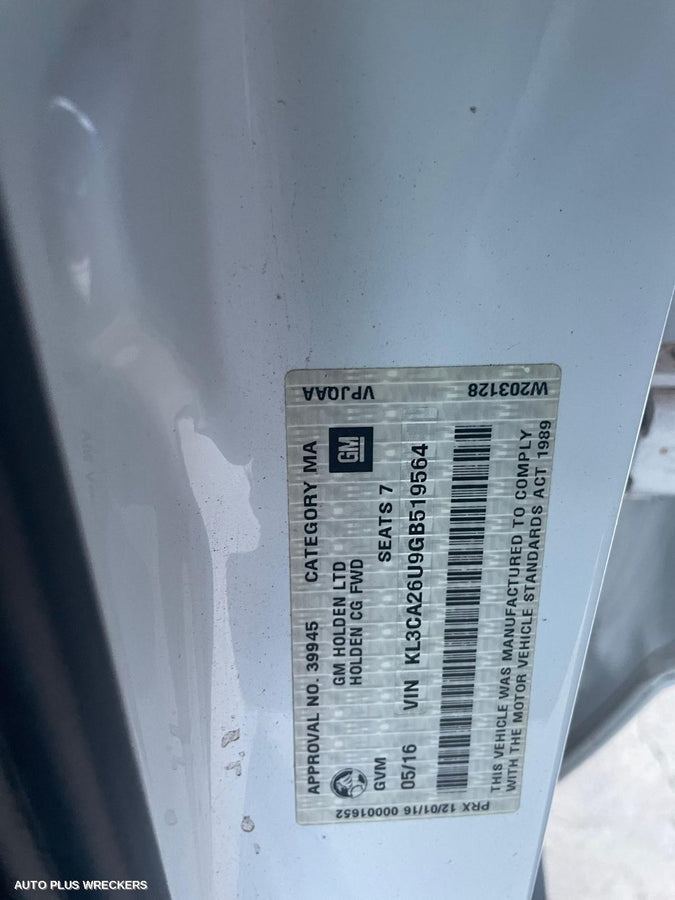 VPJQAA W203128
APPROVAL NO. 39945 CATEGORY MA
GM HOLDEN LTD
HOLDEN CG FWD
GM
GVM SEATS 7
05/16 VIN KL3CA26U9GB519564
THIS VEHICLE WAS MANUFACTURED TO COMPLY
WITH THE MOTOR VEHICLE STANDARDS ACT 1989
PRX 12/01/16 00001652
AUTO PLUS WRECKERS